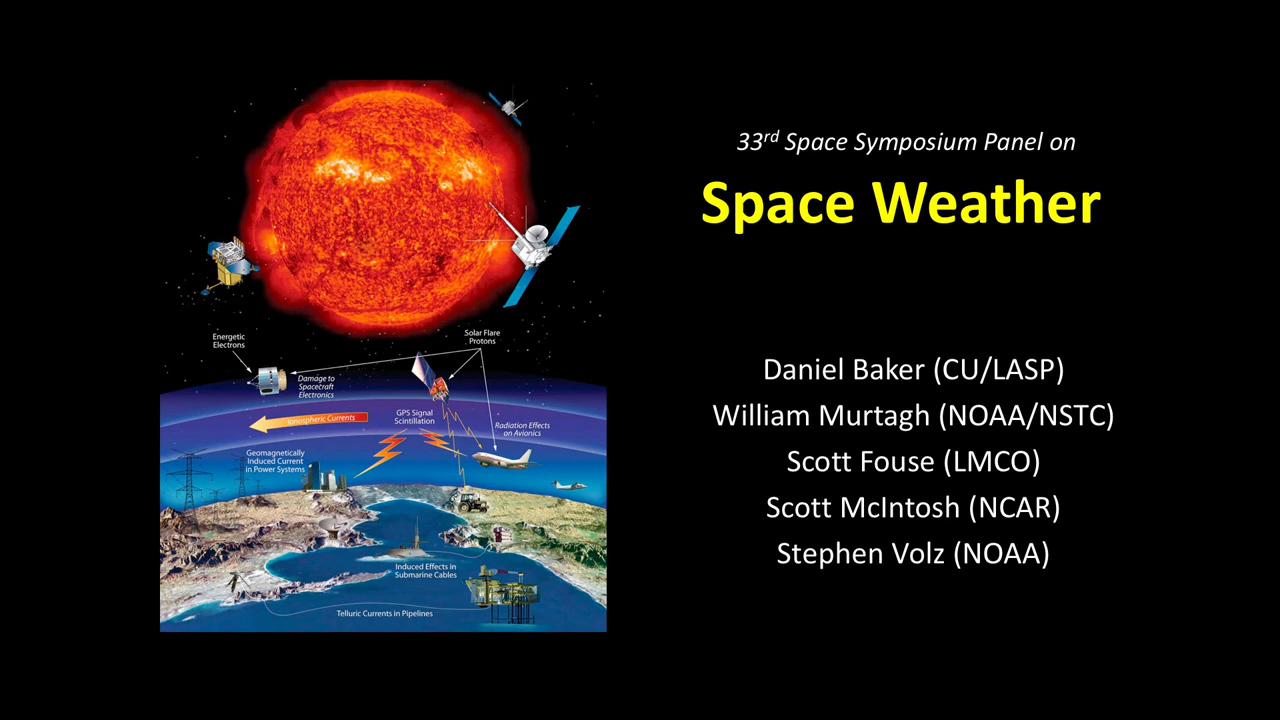 33rd Space Symposium Panel on
Space Weather
Daniel Baker (CU/LASP)
William Murtagh (NOAA/NSTC)
Scott Fouse (LMCO)
Scott McIntosh (NCAR)
Stephen Volz (NOAA)
Energetic
Electrons
Solar Flare
Protons
Damage to
Spacecraft
Electronics
Ionospheric Currents
GPS Signal
Scintillation
Radiation Effects
on Avionics
Geomagnetically
Induced Current
in Power Systems
Induced Effects in
Submarine Cables
Telluric Currents in Pipelines